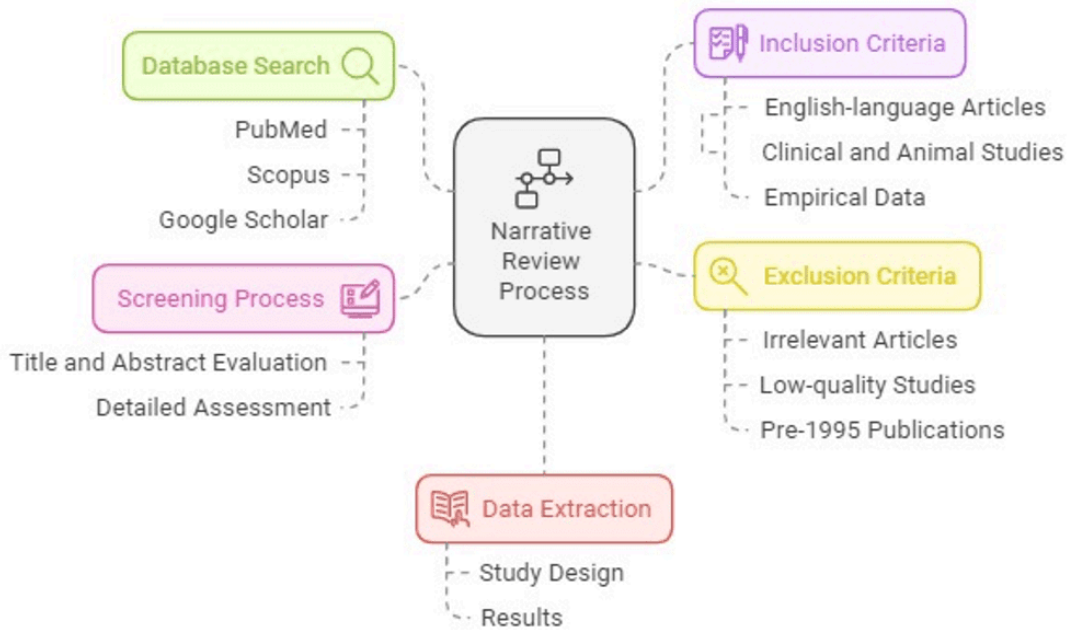 Database Search
PubMed
Scopus
Google Scholar
Screening Process
Title and Abstract Evaluation
Detailed Assessment
Narrative
Review
Process
Inclusion Criteria
English-language Articles
Clinical and Animal Studies
Empirical Data
Exclusion Criteria
Irrelevant Articles
Low-quality Studies
Pre-1995 Publications
Data Extraction
Study Design
Results